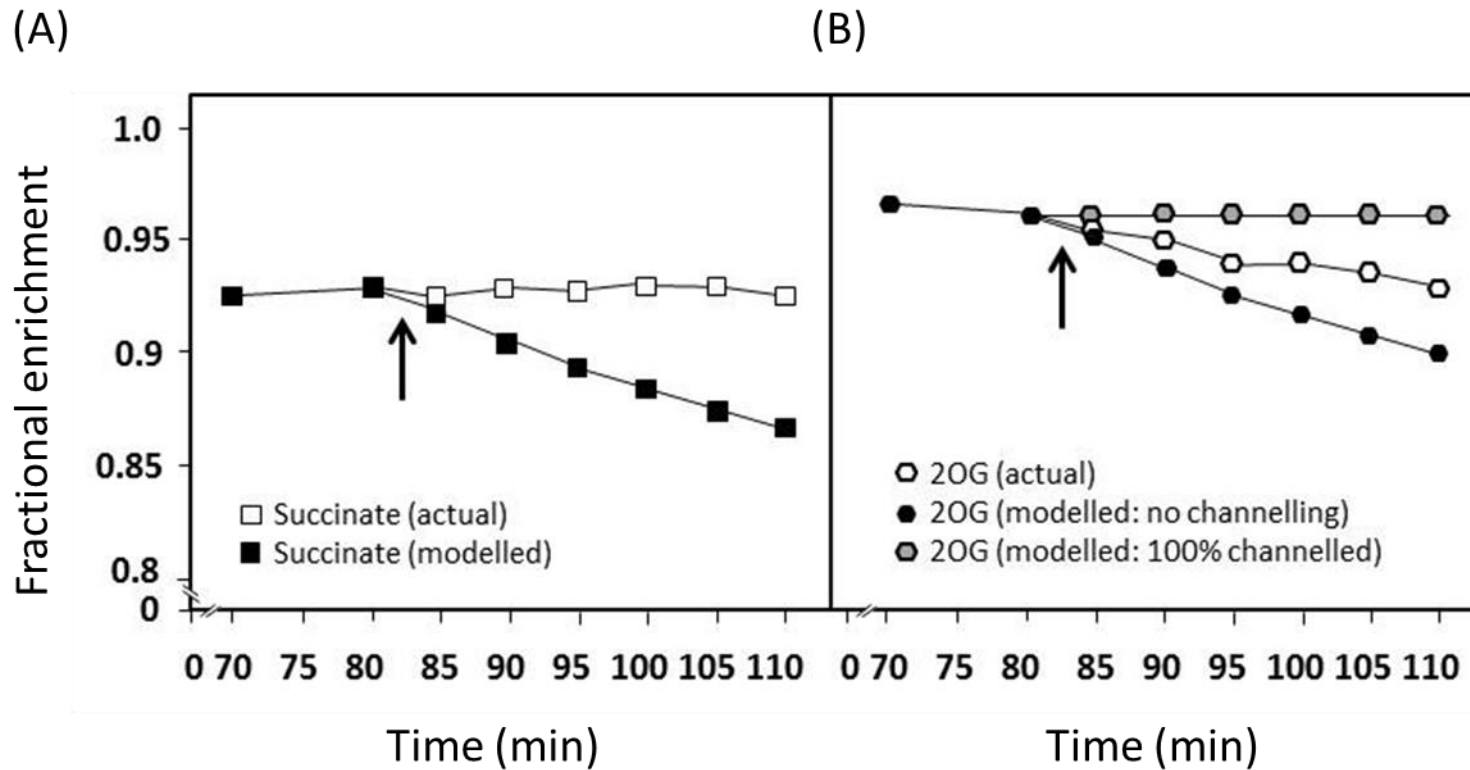 (A)
(B)
Fractional enrichment
1.0
0.95
0.9
0.85
0.8
0
Succinate (actual)
Succinate (modelled)
2OG (actual)
2OG (modelled: no channelling)
2OG (modelled: 100% channelled)
0 70 75 80 85 90 95 100 105 110
0 70 75 80 85 90 95 100 105 110
Time (min)
Time (min)